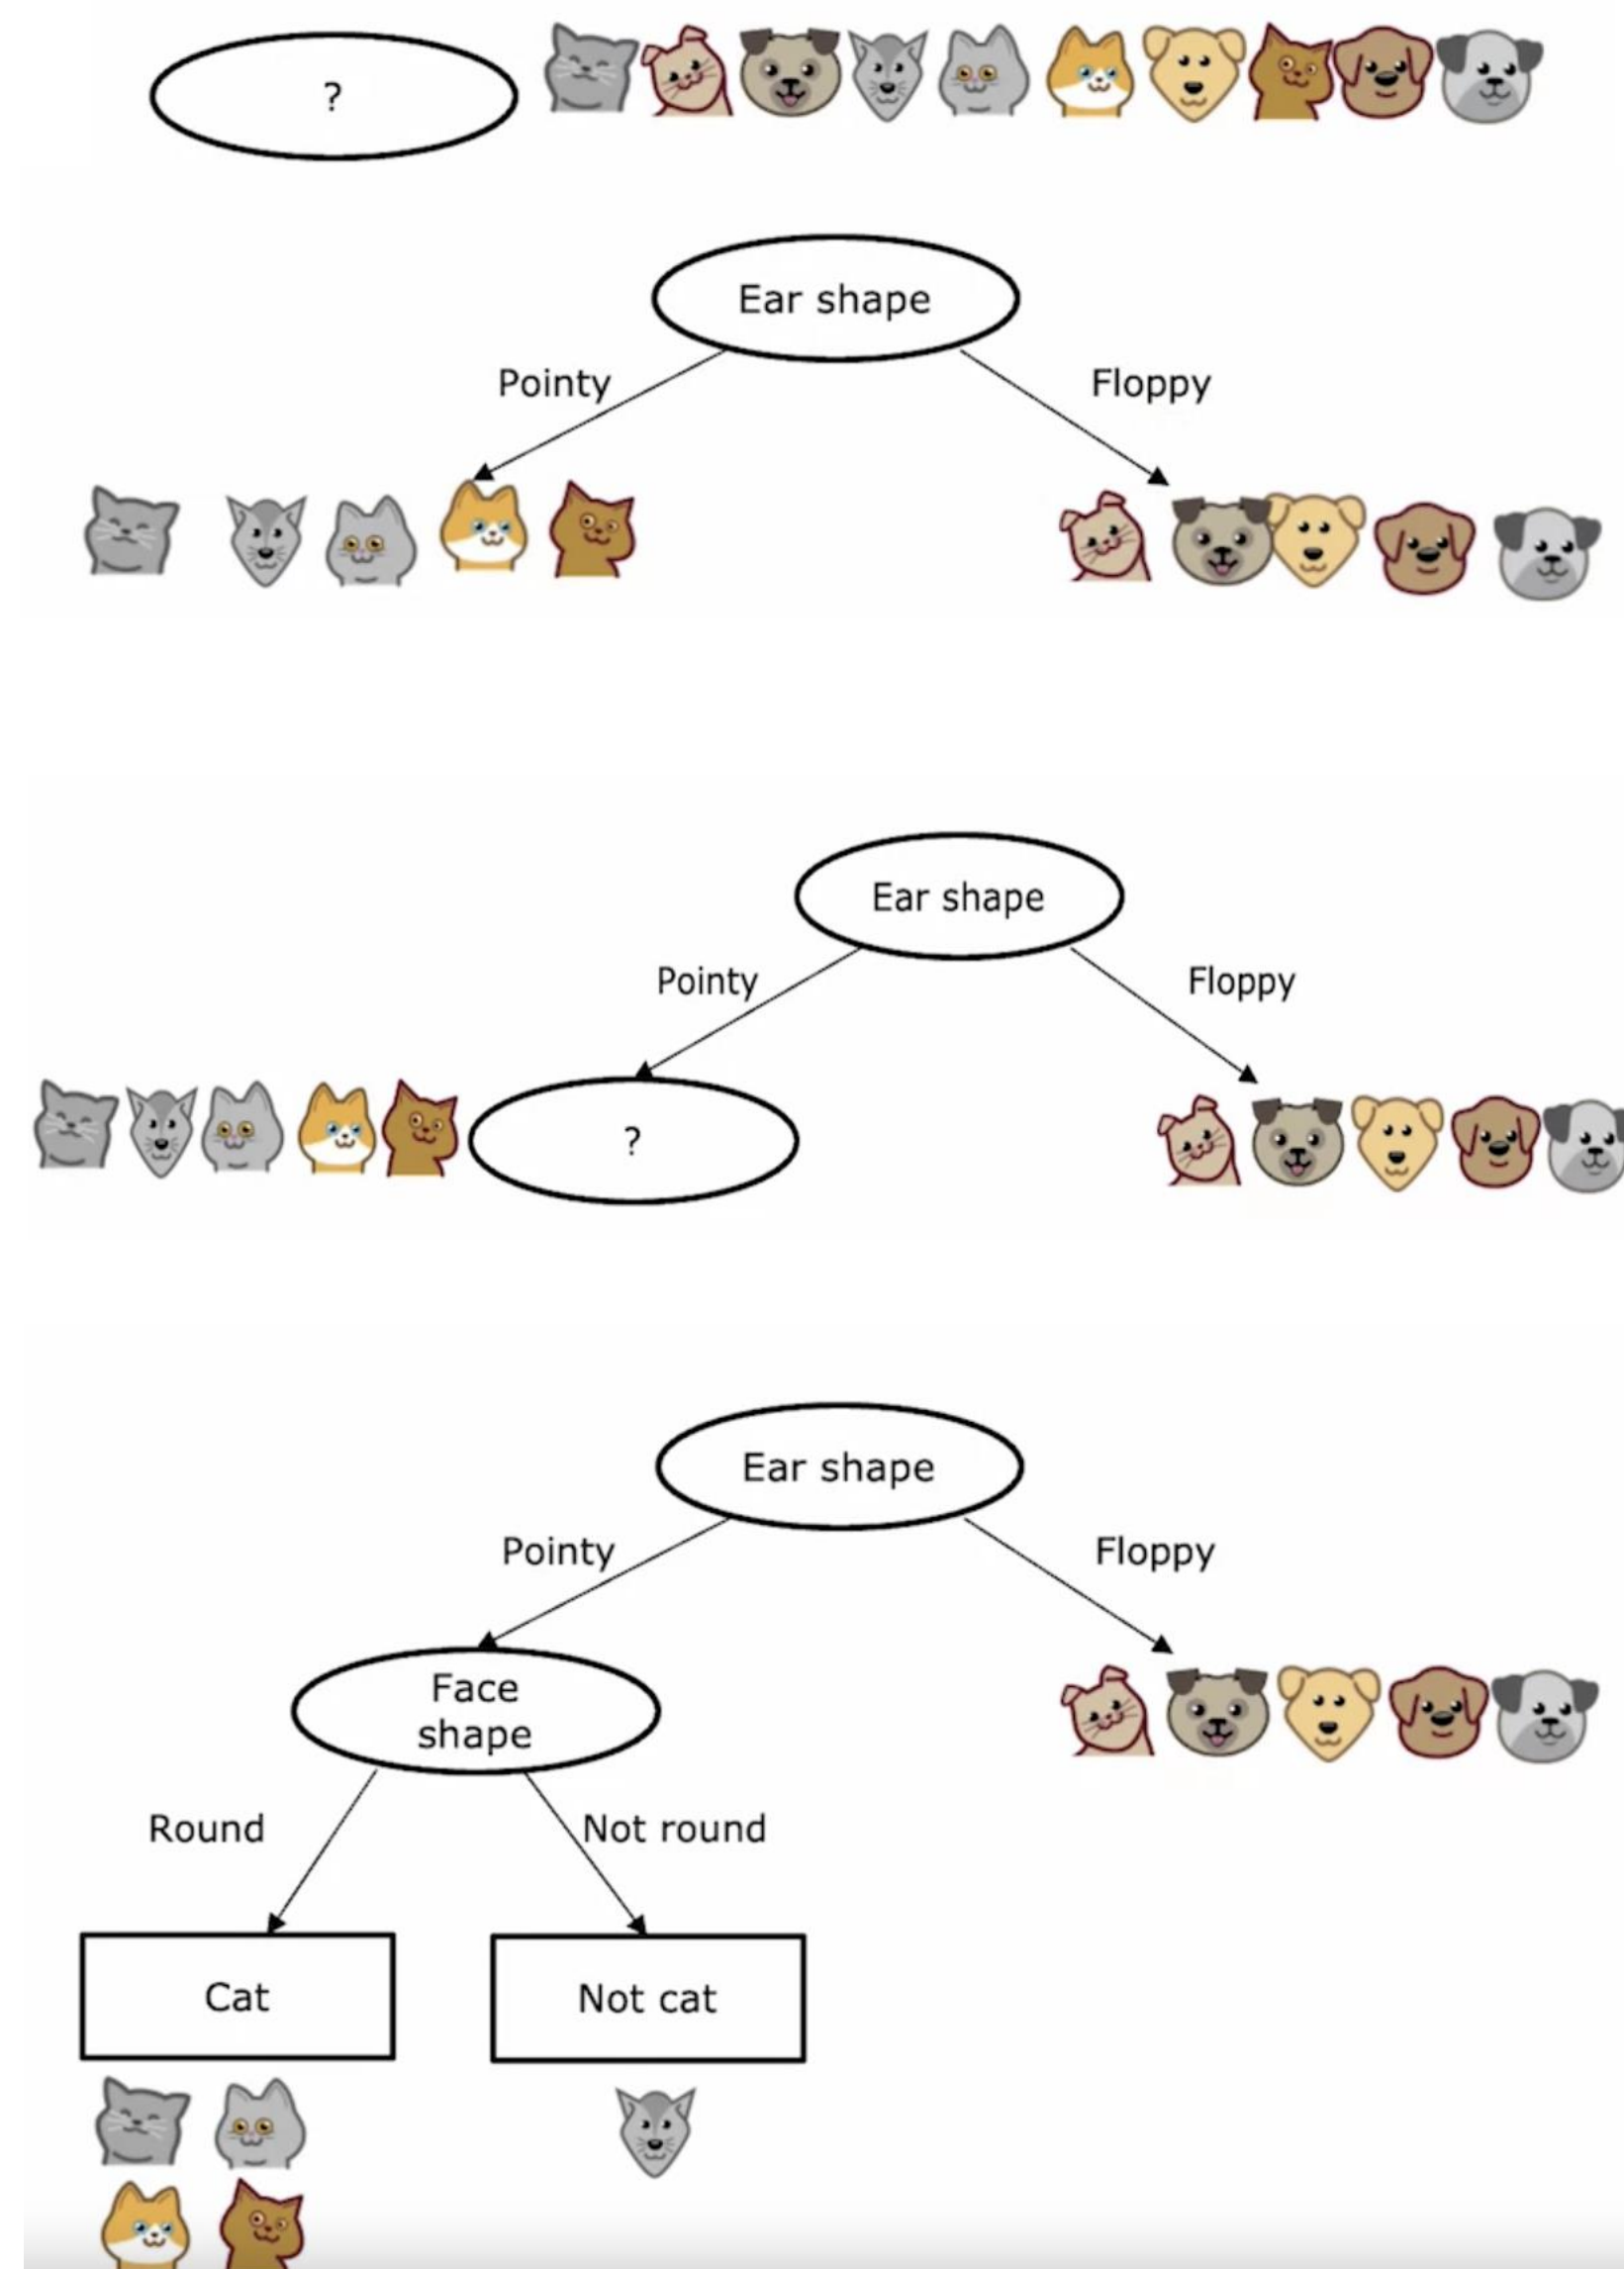 ?
Ear shape
Pointy
Floppy
Ear shape
Pointy
Floppy
?
Ear shape
Pointy
Floppy
Face
shape
Round
Not round
Cat
Not cat